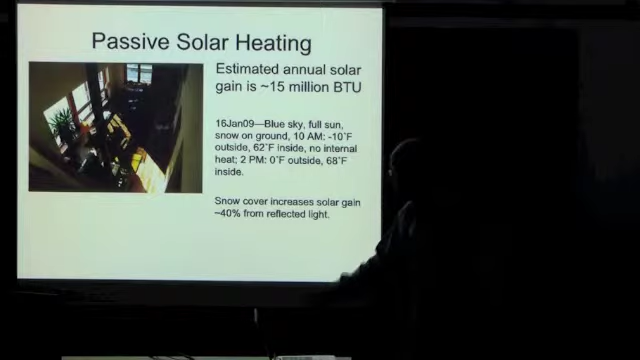 Passive Solar Heating
Estimated annual solar
gain is ~15 million BTU
16Jan09—Blue sky, full sun,
snow on ground, 10 AM: -10˚F
outside, 62˚F inside, no internal
heat; 2 PM: 0˚F outside, 68˚F
inside.
Snow cover increases solar gain
~40% from reflected light.